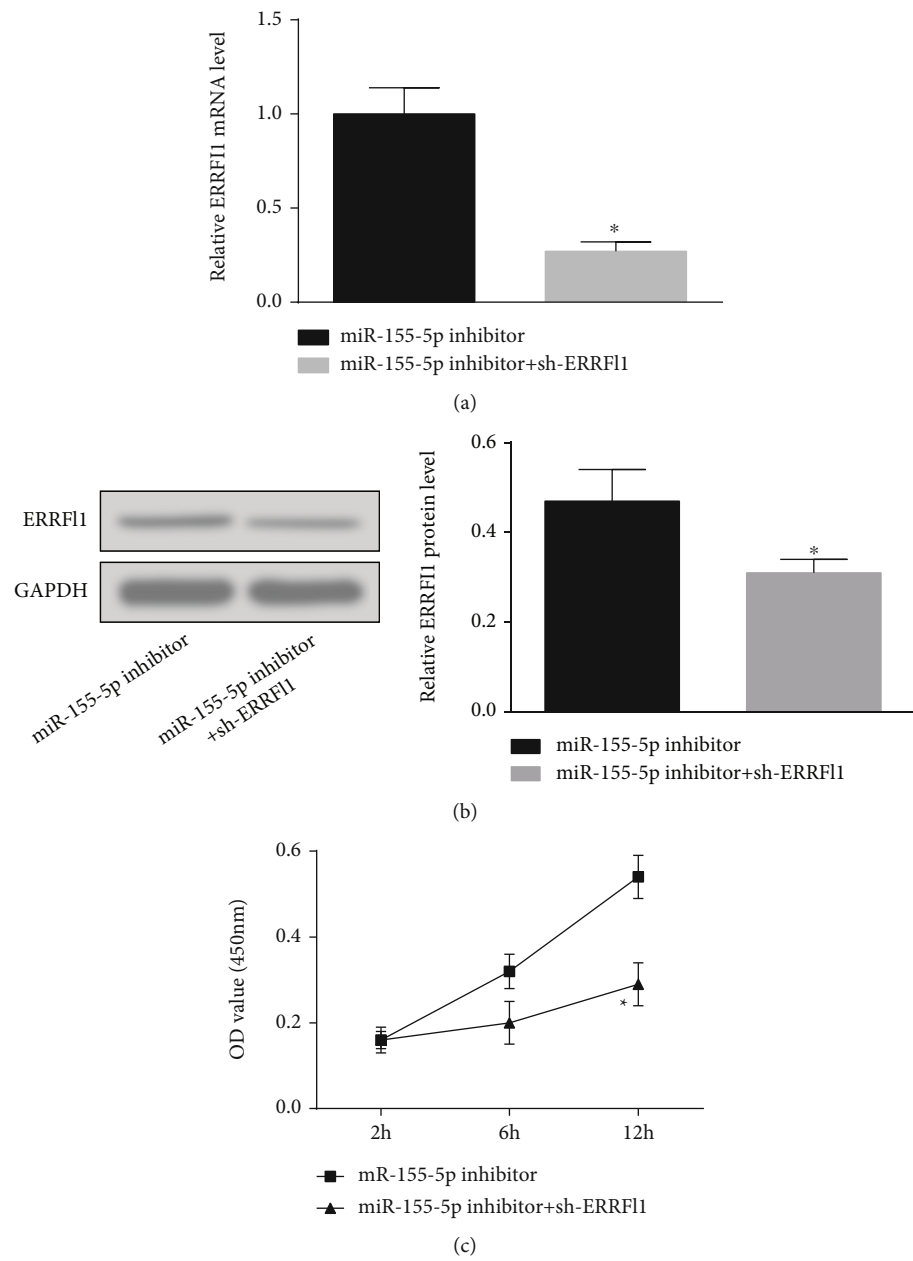 1.5
1.0
0.5
0.0
Relative ERRFI1 mRNA level
*
miR-155-5p inhibitor
miR-155-5p inhibitor+sh-ERRFl1
(a)
ERRFl1
GAPDH
miR-155-5p inhibitor
miR-155-5p inhibitor
+sh-ERRFl1
0.6
0.4
0.2
0.0
Relative ERRFI1 protein level
*
miR-155-5p inhibitor
miR-155-5p inhibitor+sh-ERRFl1
(b)
0.6
0.4
0.2
0.0
OD value (450nm)
*
2h 6h 12h
mR-155-5p inhibitor
miR-155-5p inhibitor+sh-ERRFl1
(c)